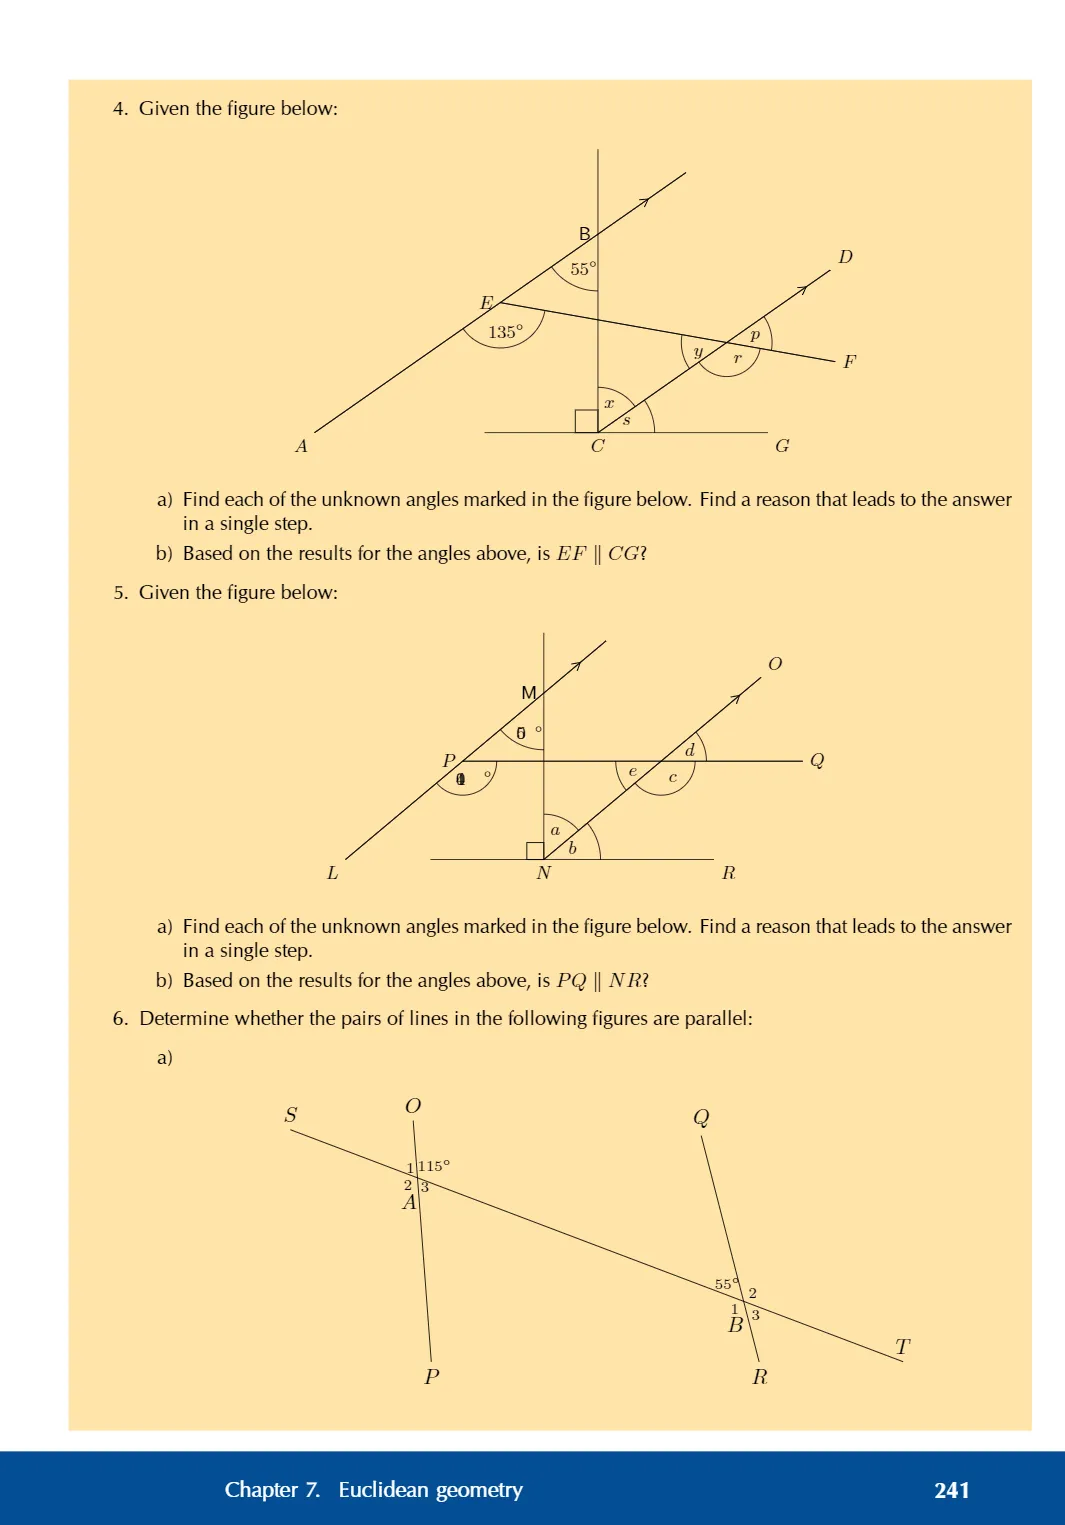 4. Given the figure below:
B
55°
D
E
135°
p
y
r
F
x
s
A
C
G
a) Find each of the unknown angles marked in the figure below. Find a reason that leads to the answer
in a single step.
b) Based on the results for the angles above, is EF ∥ CG?
5. Given the figure below:
O
M
°
P
d
Q
°
e
c
a
b
L
N
R
a) Find each of the unknown angles marked in the figure below. Find a reason that leads to the answer
in a single step.
b) Based on the results for the angles above, is PQ ∥ NR?
6. Determine whether the pairs of lines in the following figures are parallel:
a)
S
O
Q
1 115°
2 3
A
55°
2
1
3
B
T
P
R
Chapter 7. Euclidean geometry
241